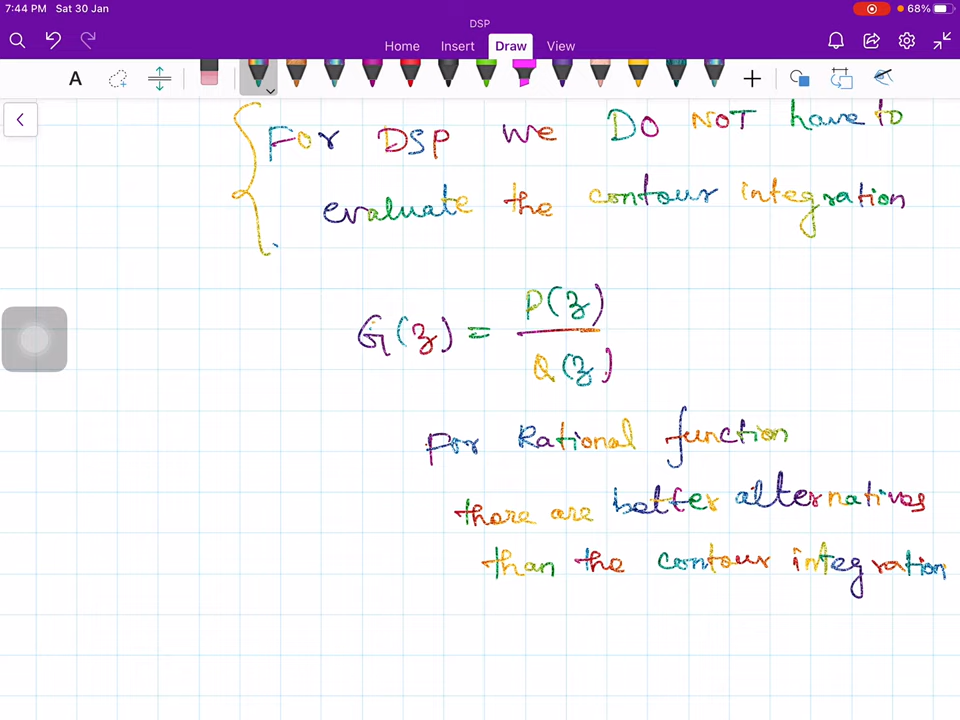 7:44 PM Sat 30 Jan
68%
DSP
Home Insert Draw View
A
For DSP we DO NOT have to
evaluate the contour integration
G(z) = P(z)
Q(z)
For Rational function
there are better alternatives
than the contour integration